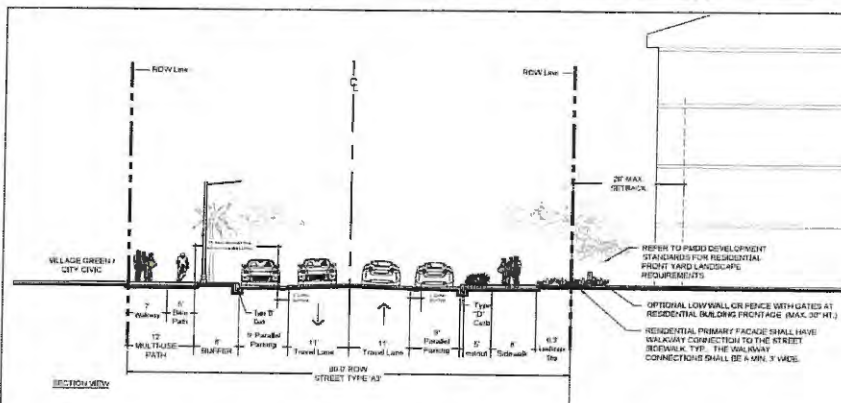 ROW Line
ROW Line
C
L
20' MAX.
SETBACK
VILLAGE GREEN /
CITY CIVIC
REFER TO PMDD DEVELOPMENT
STANDARDS FOR RESIDENTIAL
FRONT YARD LANDSCAPE
REQUIREMENTS
OPTIONAL LOW WALL OR FENCE WITH GATES AT
RESIDENTIAL BUILDING FRONTAGE (MAX. 30" HT.)
RESIDENTIAL PRIMARY FACADE SHALL HAVE
WALKWAY CONNECTION TO THE STREET
SIDEWALK, TYP. THE WALKWAY
CONNECTIONS SHALL BE A MIN. 3' WIDE.
7'
Walkway
5'
Bike
Path
12'
MULTI-USE
PATH
8'
BUFFER
9' Parallel
Parking
11'
Travel Lane
11'
Travel Lane
9'
Parallel
Parking
Type
"D"
Curb
5'
6'
Sidewalk
80.0' ROW
STREET TYPE 'A3'
SECTION VIEW